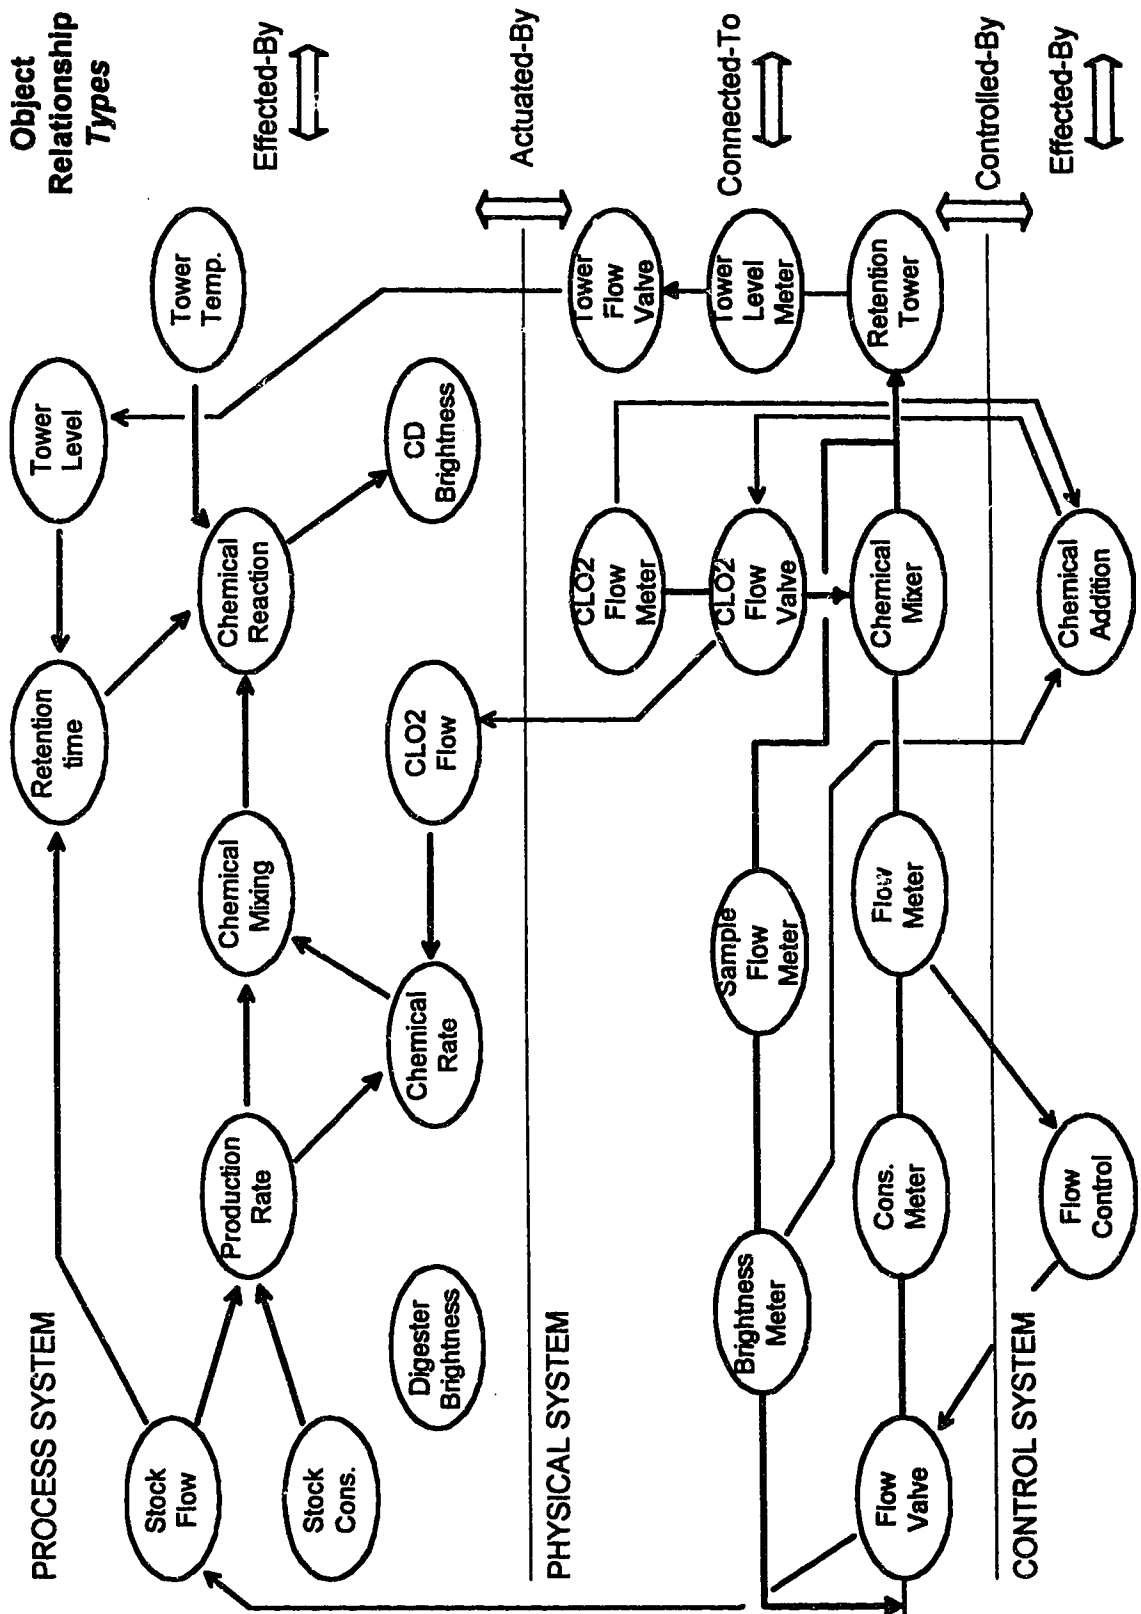 Object
Relationship
Types
PROCESS SYSTEM
Effected-By
Retention
time
Tower
Level
Stock
Flow
Production
Rate
Chemical
Mixing
Chemical
Reaction
Tower
Temp.
Stock
Cons.
Digester
Brightness
Chemical
Rate
CLO2
Flow
CD
Brightness
Actuated-By
PHYSICAL SYSTEM
CLO2
Flow
Meter
Tower
Flow
Valve
Brightness
Meter
Sample
Flow
Meter
CLO2
Flow
Valve
Tower
Level
Meter
Connected-To
Flow
Valve
Cons.
Meter
Flow
Meter
Chemical
Mixer
Retention
Tower
Controlled-By
CONTROL SYSTEM
Flow
Control
Chemical
Addition
Effected-By